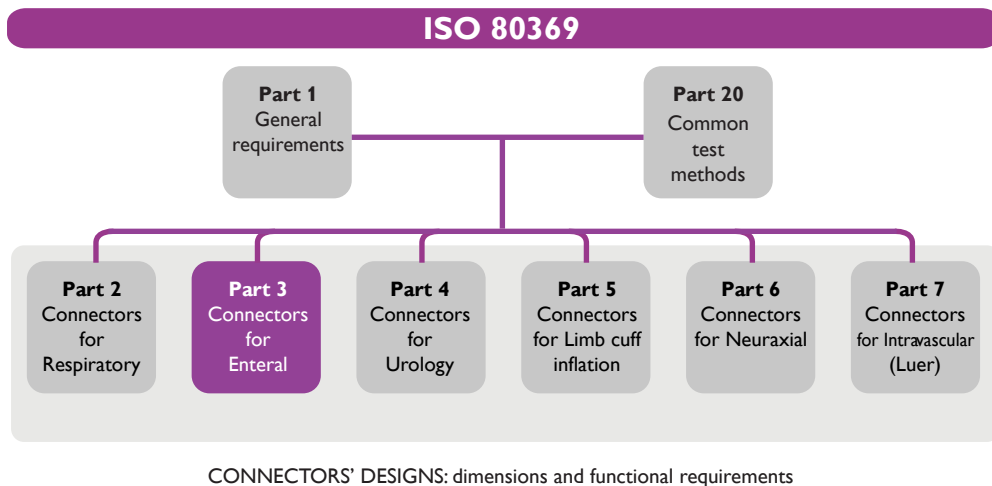 ISO 80369
Part 1
General
requirements
Part 20
Common
test
methods
Part 2
Connectors
for
Respiratory
Part 3
Connectors
for
Enteral
Part 4
Connectors
for
Urology
Part 5
Connectors
for Limb cuff
inflation
Part 6
Connectors
for Neuraxial
Part 7
Connectors
for Intravascular
(Luer)
CONNECTORS' DESIGNS: dimensions and functional requirements